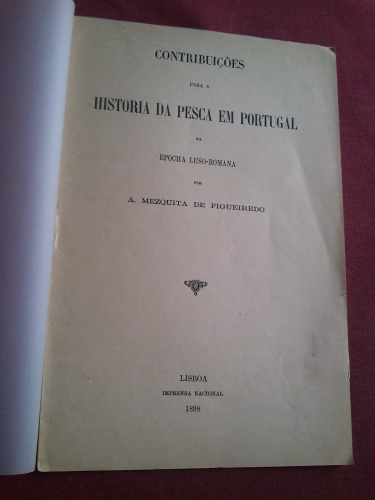 CONTRIBUIÇÕES
PARA A
HISTORIA DA PESCA EM PORTUGAL
NA
EPOCHA LUSO-ROMANA
POR
A. MEZQUITA DE FIGUEIREDO
LISBOA
IMPRENSA NACIONAL
1898